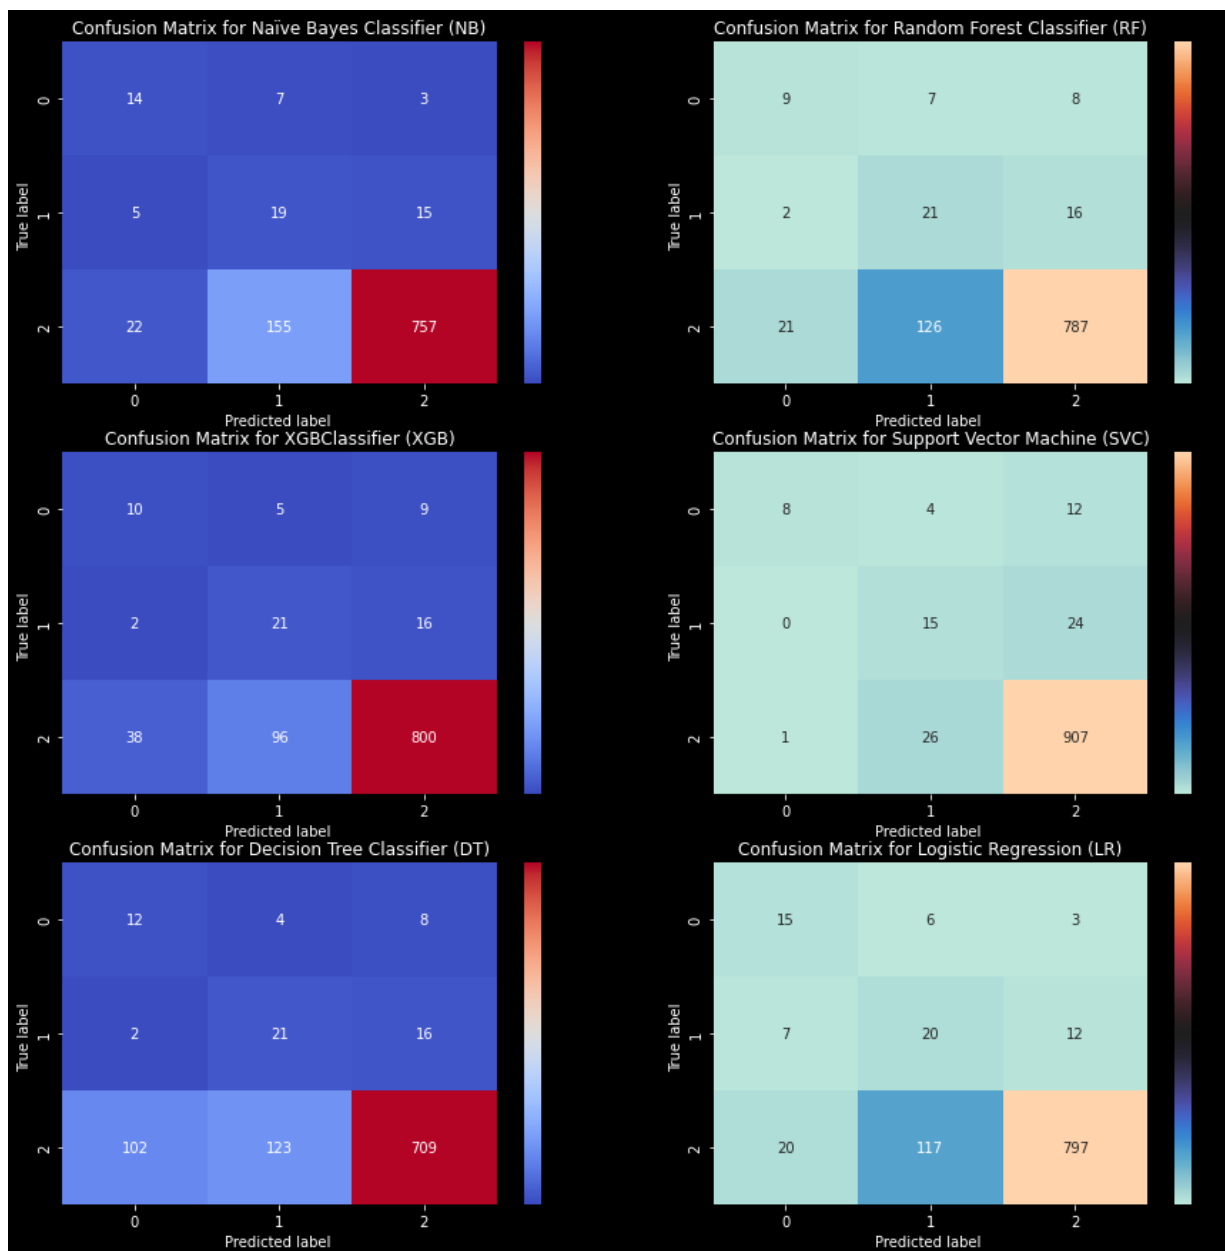 Confusion Matrix for Naïve Bayes Classifier (NB)
True label
0
14 7 3
1
5 19 15
2
22 155 757
0 1 2
Predicted label
Confusion Matrix for Random Forest Classifier (RF)
True label
0
9 7 8
1
2 21 16
2
21 126 787
0 1 2
Predicted label
Confusion Matrix for XGBClassifier (XGB)
True label
0
10 5 9
1
2 21 16
2
38 96 800
0 1 2
Predicted label
Confusion Matrix for Support Vector Machine (SVC)
True label
0
8 4 12
1
0 15 24
2
1 26 907
0 1 2
Predicted label
Confusion Matrix for Decision Tree Classifier (DT)
True label
0
12 4 8
1
2 21 16
2
102 123 709
0 1 2
Predicted label
Confusion Matrix for Logistic Regression (LR)
True label
0
15 6 3
1
7 20 12
2
20 117 797
0 1 2
Predicted label